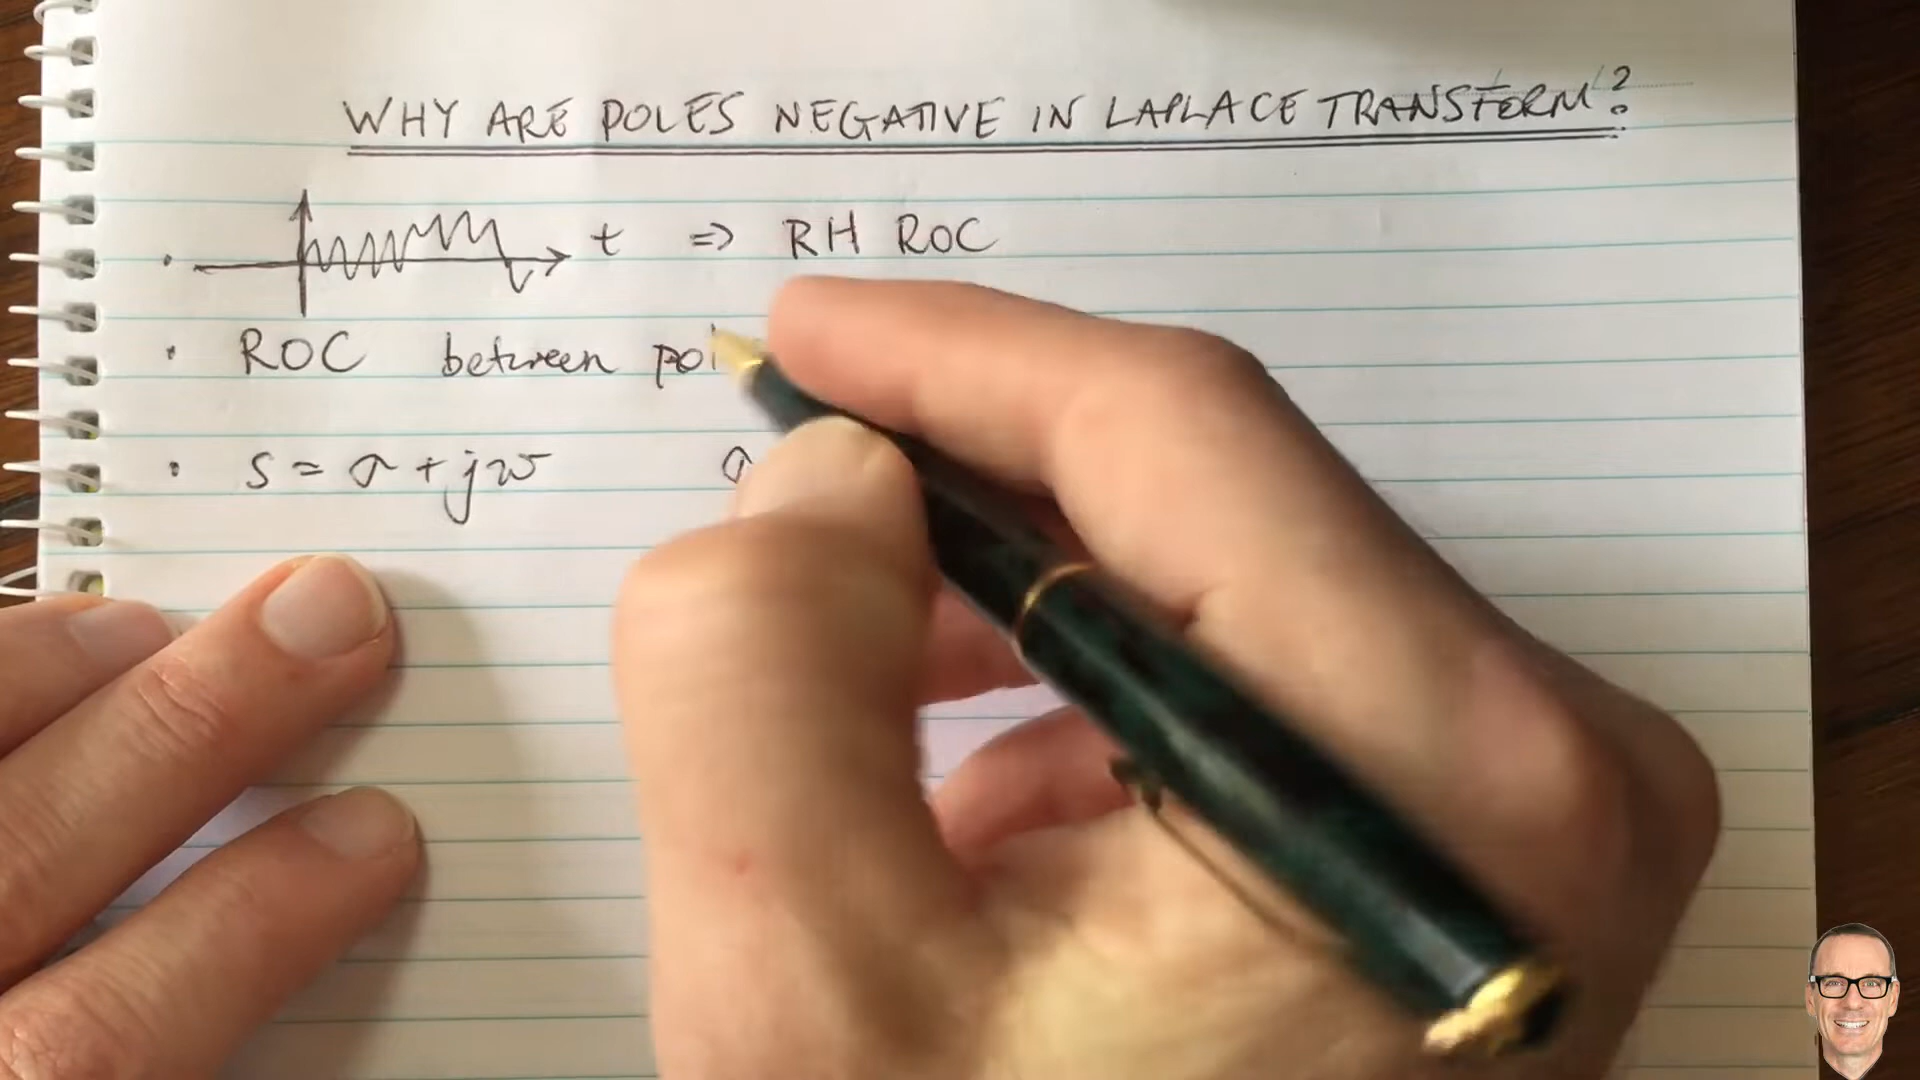 WHY ARE POLES NEGATIVE IN LAPLACE TRANSFORM?
• t => RH ROC
• ROC between
• s = σ + jω σ